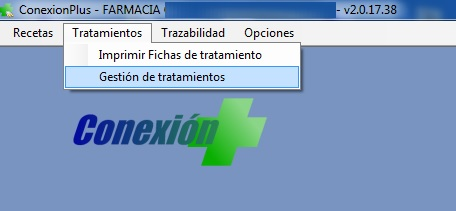 ConexionPlus - FARMACIA - v2.0.17.38
Recetas Tratamientos Trazabilidad Opciones
Imprimir Fichas de tratamiento
Gestión de tratamientos
Conexión